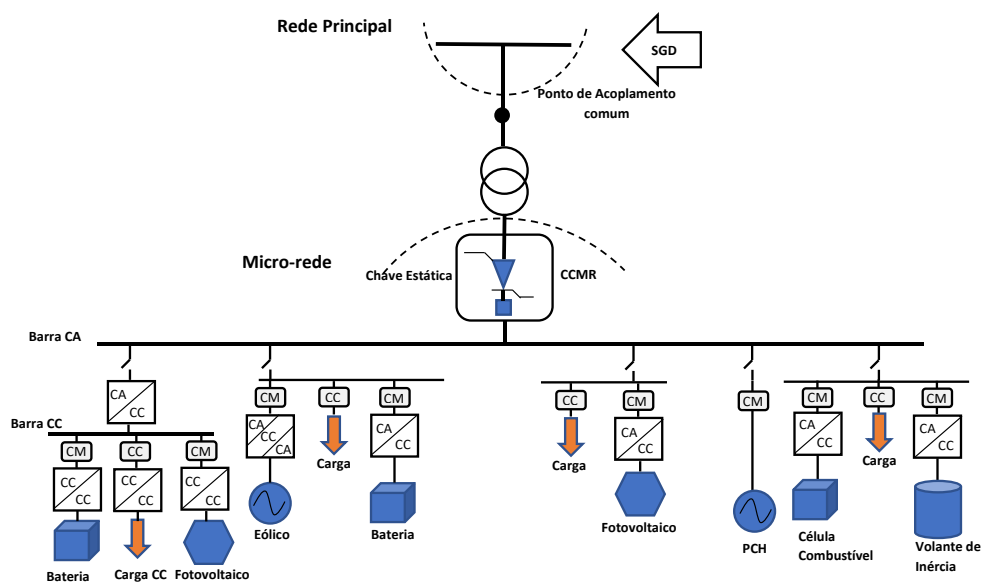 Rede Principal
SGD
Ponto de Acoplamento
comum
Micro-rede
Chave Estática
CCMR
Barra CA
CA
CC
Barra CC
CM
CC
CM
CC
CC
CC
CC
CC
CC
Bateria
Carga CC
Fotovoltaico
CM
CC
CM
CA
CC
CA
CA
CC
Carga
Eólico
Bateria
CC
CM
CA
CC
Carga
Fotovoltaico
CM
PCH
CM
CC
CM
CA
CC
CA
CC
Carga
Célula
Combustível
Volante de
Inércia